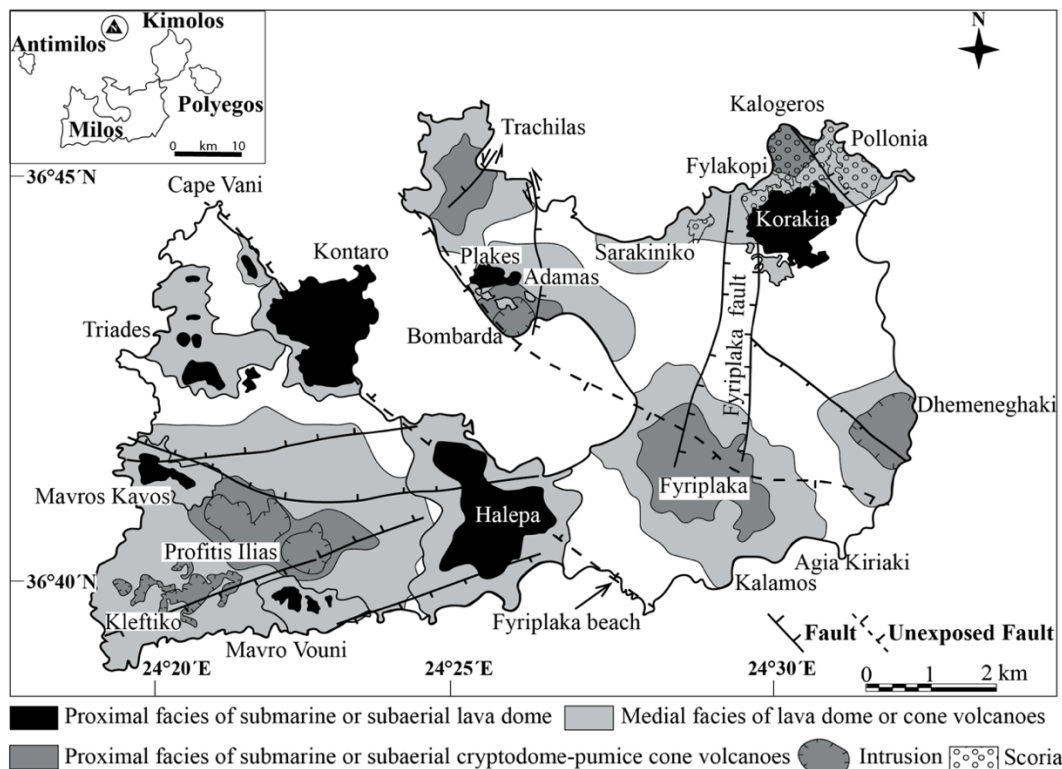 N
Kimolos
Antimilos
N
Polyegos
Milos
0 km 10
Kalogeros
Trachilas
Pollonia
36°45´N
Fylakopi
Cape Vani
Korakia
Kontaro
Plakes
Sarakiniko
Adamas
Triades
Bombarda
Fyriplaka fault
Dhemeneghaki
Mavros Kavos
Fyriplaka
Halepa
Profitis Ilias
Agia Kiriaki
36°40´N
Kalamos
Kleftiko
Fyriplaka beach
Fault
Unexposed Fault
Mavro Vouni
24°20´E
24°25´E
24°30´E
0 1 2 km
Proximal facies of submarine or subaerial lava dome
Medial facies of lava dome or cone volcanoes
Proximal facies of submarine or subaerial cryptodome-pumice cone volcanoes
Intrusion
Scoria